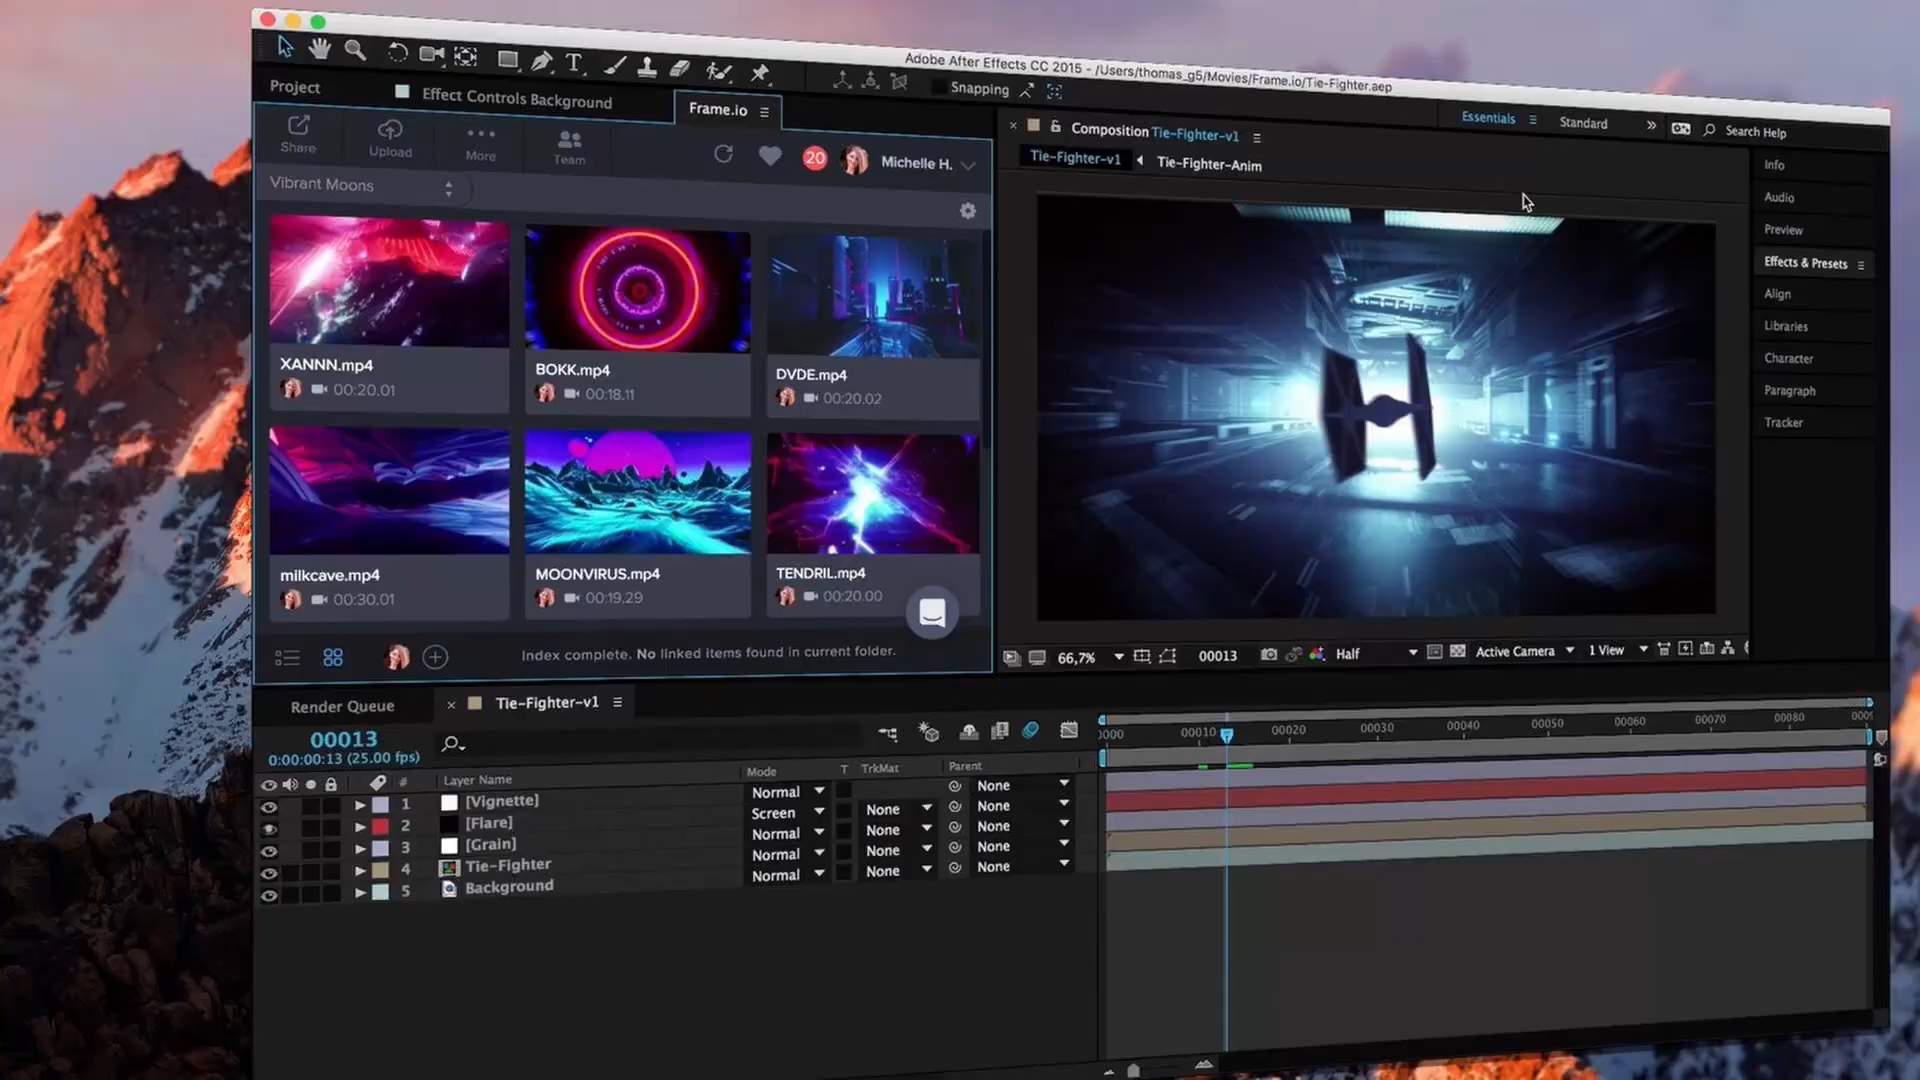 Adobe After Effects CC 2015 - /Users/thomas_g5/Movies/Frame.io/Tie-Fighter.aep
T
Snapping
Essentials
Standard
Search Help
Project
Effect Controls Background
Frame.io
Share
Upload
More
Team
20
Michelle H.
Vibrant Moons
XANNN.mp4
00:20.01
BOKK.mp4
00:18.11
DVDE.mp4
00:20.02
milkcave.mp4
00:30.01
MOONVIRUS.mp4
00:19.29
TENDRIL.mp4
00:20.00
Index complete. No linked items found in current folder.
Composition Tie-Fighter-v1
Tie-Fighter-v1
Tie-Fighter-Anim
66,7%
00013
Half
Active Camera
1 View
Info
Audio
Preview
Effects & Presets
Align
Libraries
Character
Paragraph
Tracker
Render Queue
Tie-Fighter-v1
00013
0:00:00:13 (25.00 fps)
00010
00020
00030
00040
00050
00060
00070
00080
# Layer Name Mode T TrkMat Parent
1 [Vignette] Normal None
2 [Flare] Screen None None
3 [Grain] Normal None None
4 Tie-Fighter Normal None None
5 Background Normal None None